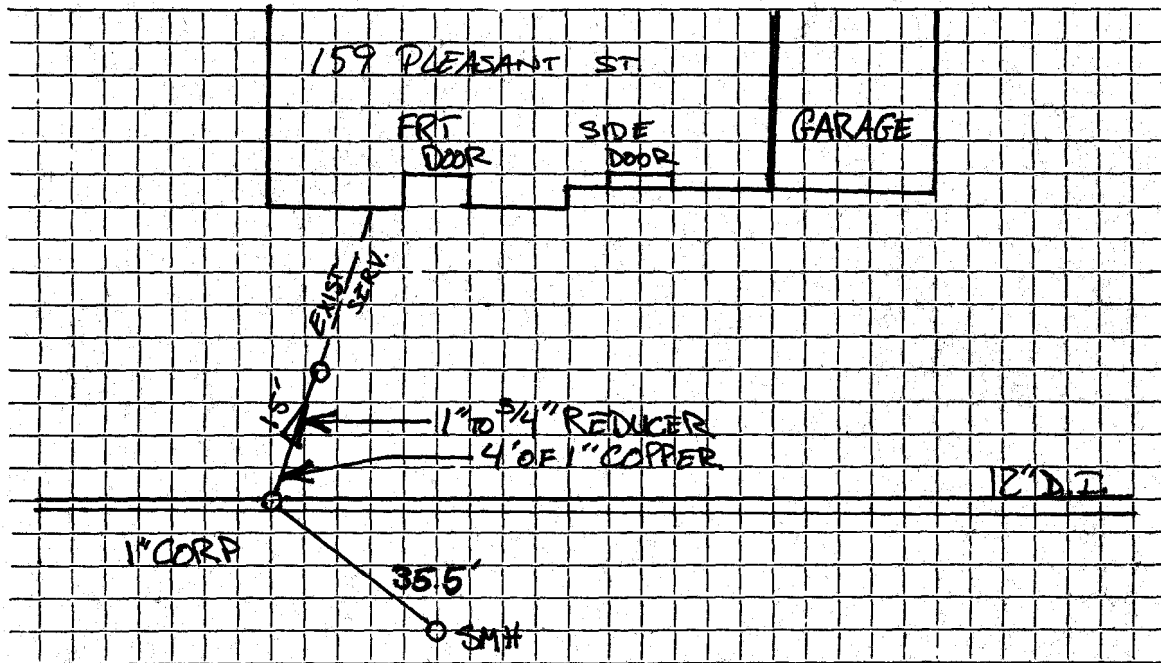 159 PLEASANT ST
FRT
DOOR
SIDE
DOOR
GARAGE
EXIST
SERV.
15'
1" TO 3/4" REDUCER
4' OF 1" COPPER
12" D.I.
1" CORP
35.5'
SMH